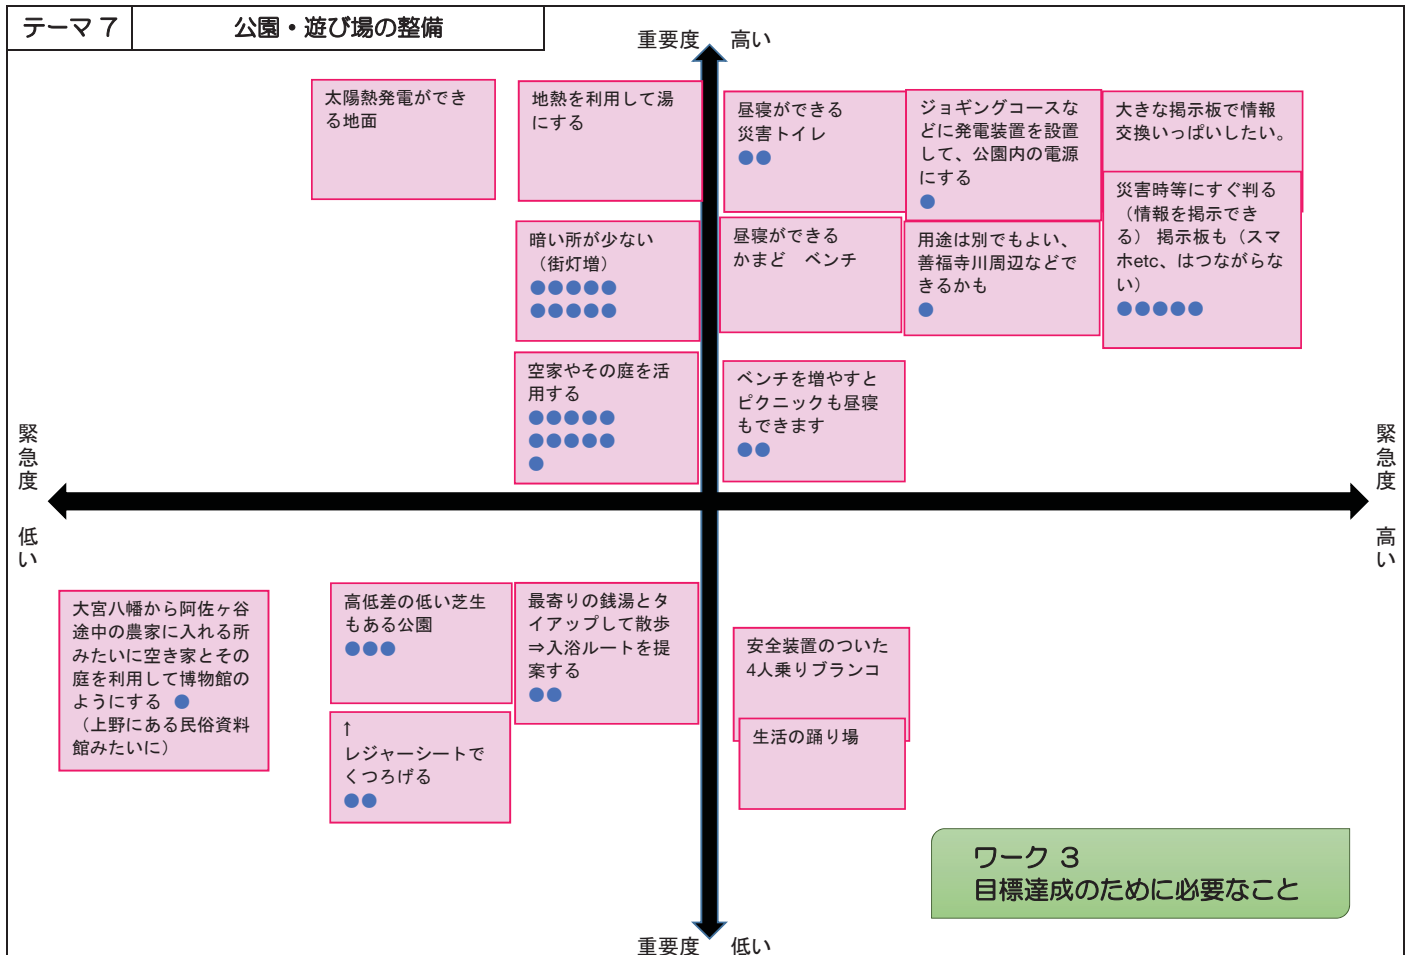 テーマ 7
公園・遊び場の整備
重要度 高い
太陽熱発電ができ
る地面
地熱を利用して湯
にする
昼寝ができる
災害トイレ
ジョギングコースな
どに発電装置を設置
して、公園内の電源
にする
大きな掲示板で情報
交換いっぱいしたい。
災害時等にすぐ判る
（情報を掲示でき
る） 掲示板も（スマ
ホetc、はつながらな
い）
暗い所が少ない
（街灯増）
昼寝ができる
かまど　ベンチ
用途は別でもよい、
善福寺川周辺などで
きるかも
空家やその庭を活
用する
ベンチを増やすと
ピクニックも昼寝
もできます
緊急度 低い
緊急度 高い
大宮八幡から阿佐ヶ谷
途中の農家に入れる所
みたいに空き家とその
庭を利用して博物館の
ようにする
（上野にある民俗資料
館みたいに）
高低差の低い芝生
もある公園
最寄りの銭湯とタ
イアップして散歩
⇒入浴ルートを提
案する
↑
レジャーシートで
くつろげる
安全装置のついた
4人乗りブランコ
生活の踊り場
ワーク 3
目標達成のために必要なこと
重要度 低い